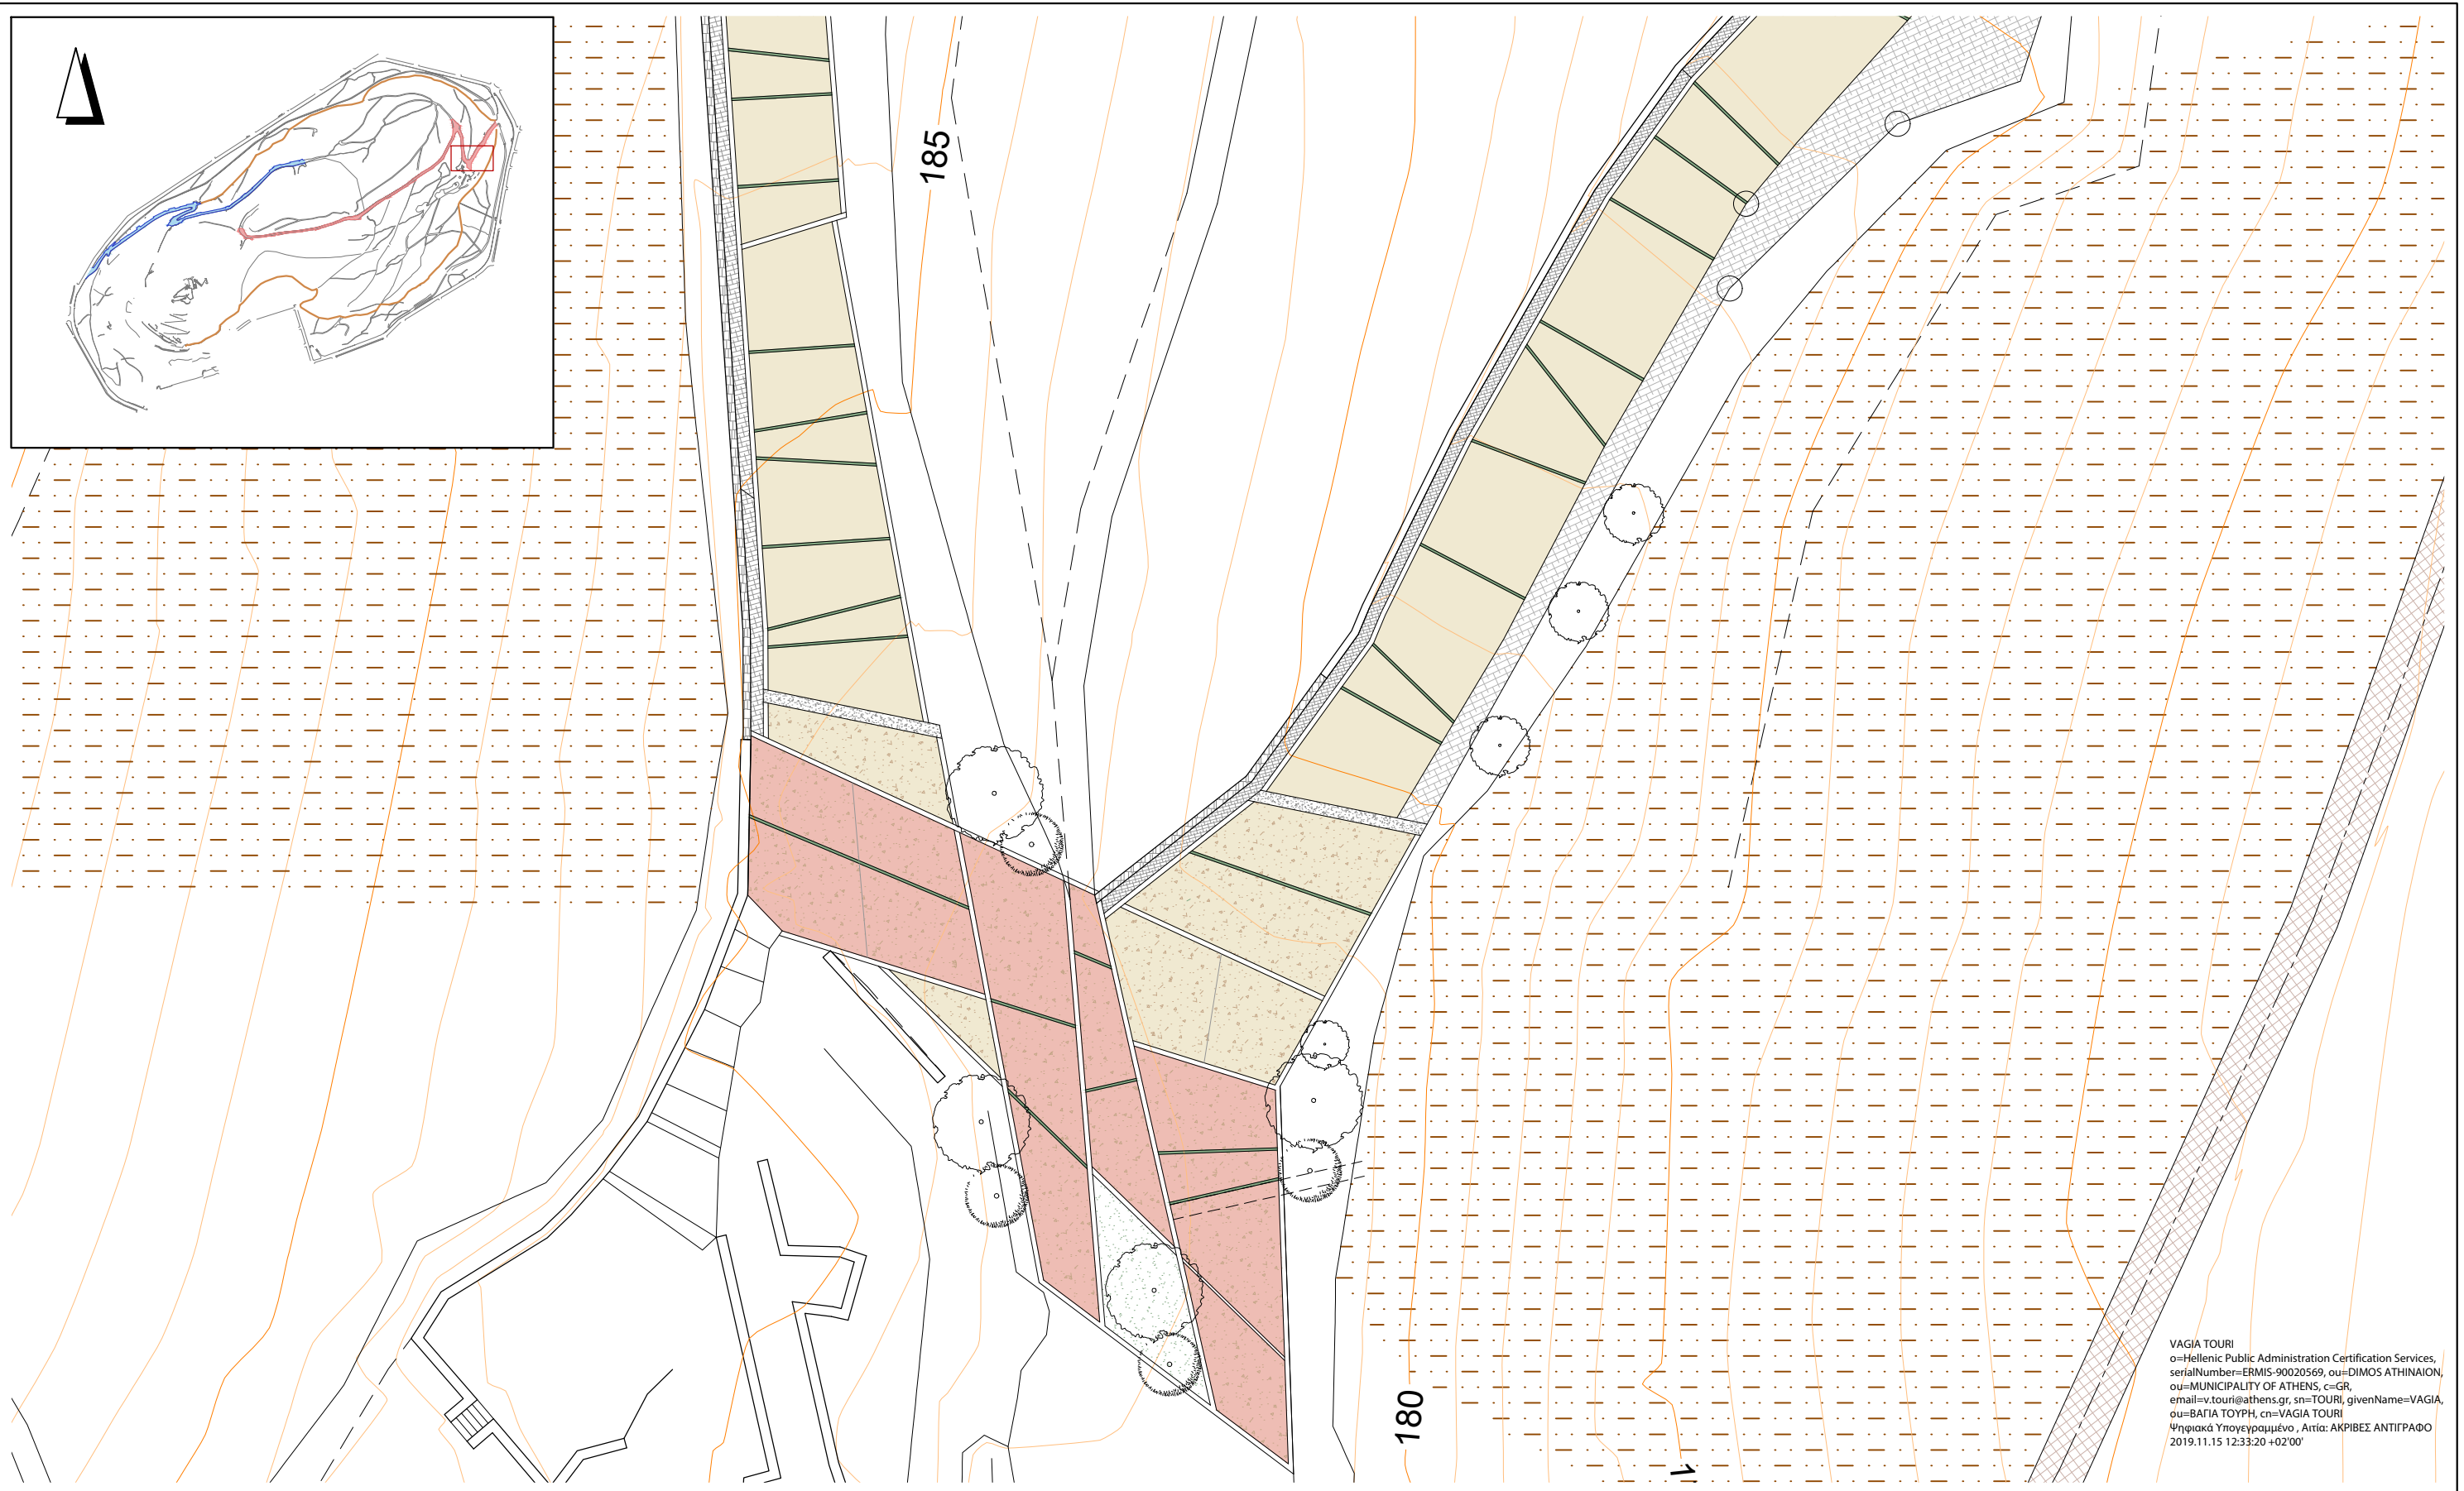 185
180
VAGIA TOURI
o=Hellenic Public Administration Certification Services,
serialNumber=ERMIS-90020569, ou=DIMOS ATHINAION,
ou=MUNICIPALITY OF ATHENS, c=GR,
email=v.touri@athens.gr, sn=TOURI, givenName=VAGIA,
ou=ΒΑΓΙΑ ΤΟΥΡΗ, cn=VAGIA TOURI
Ψηφιακά Υπογεγραμμένο , Αιτία: ΑΚΡΙΒΕΣ ΑΝΤΙΓΡΑΦΟ
2019.11.15 12:33:20 +02'00'